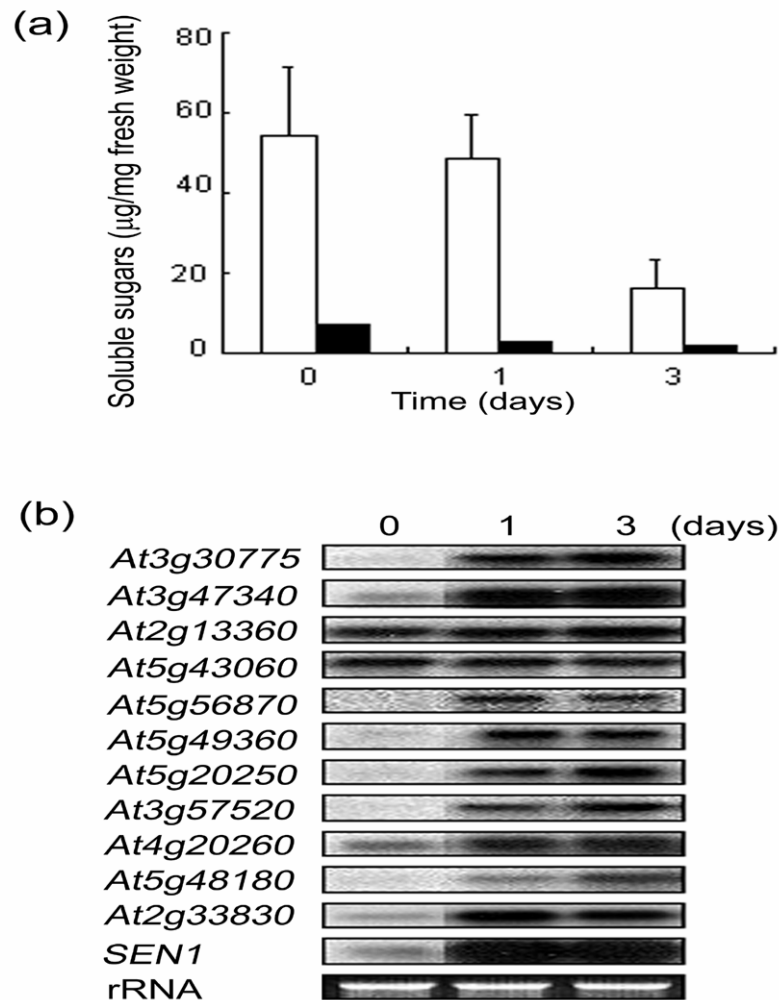 (a)
Soluble sugars (µg/mg fresh weight)
80
60
40
20
0
0 1 3
Time (days)
(b)
0 1 3 (days)
At3g30775
At3g47340
At2g13360
At5g43060
At5g56870
At5g49360
At5g20250
At3g57520
At4g20260
At5g48180
At2g33830
SEN1
rRNA